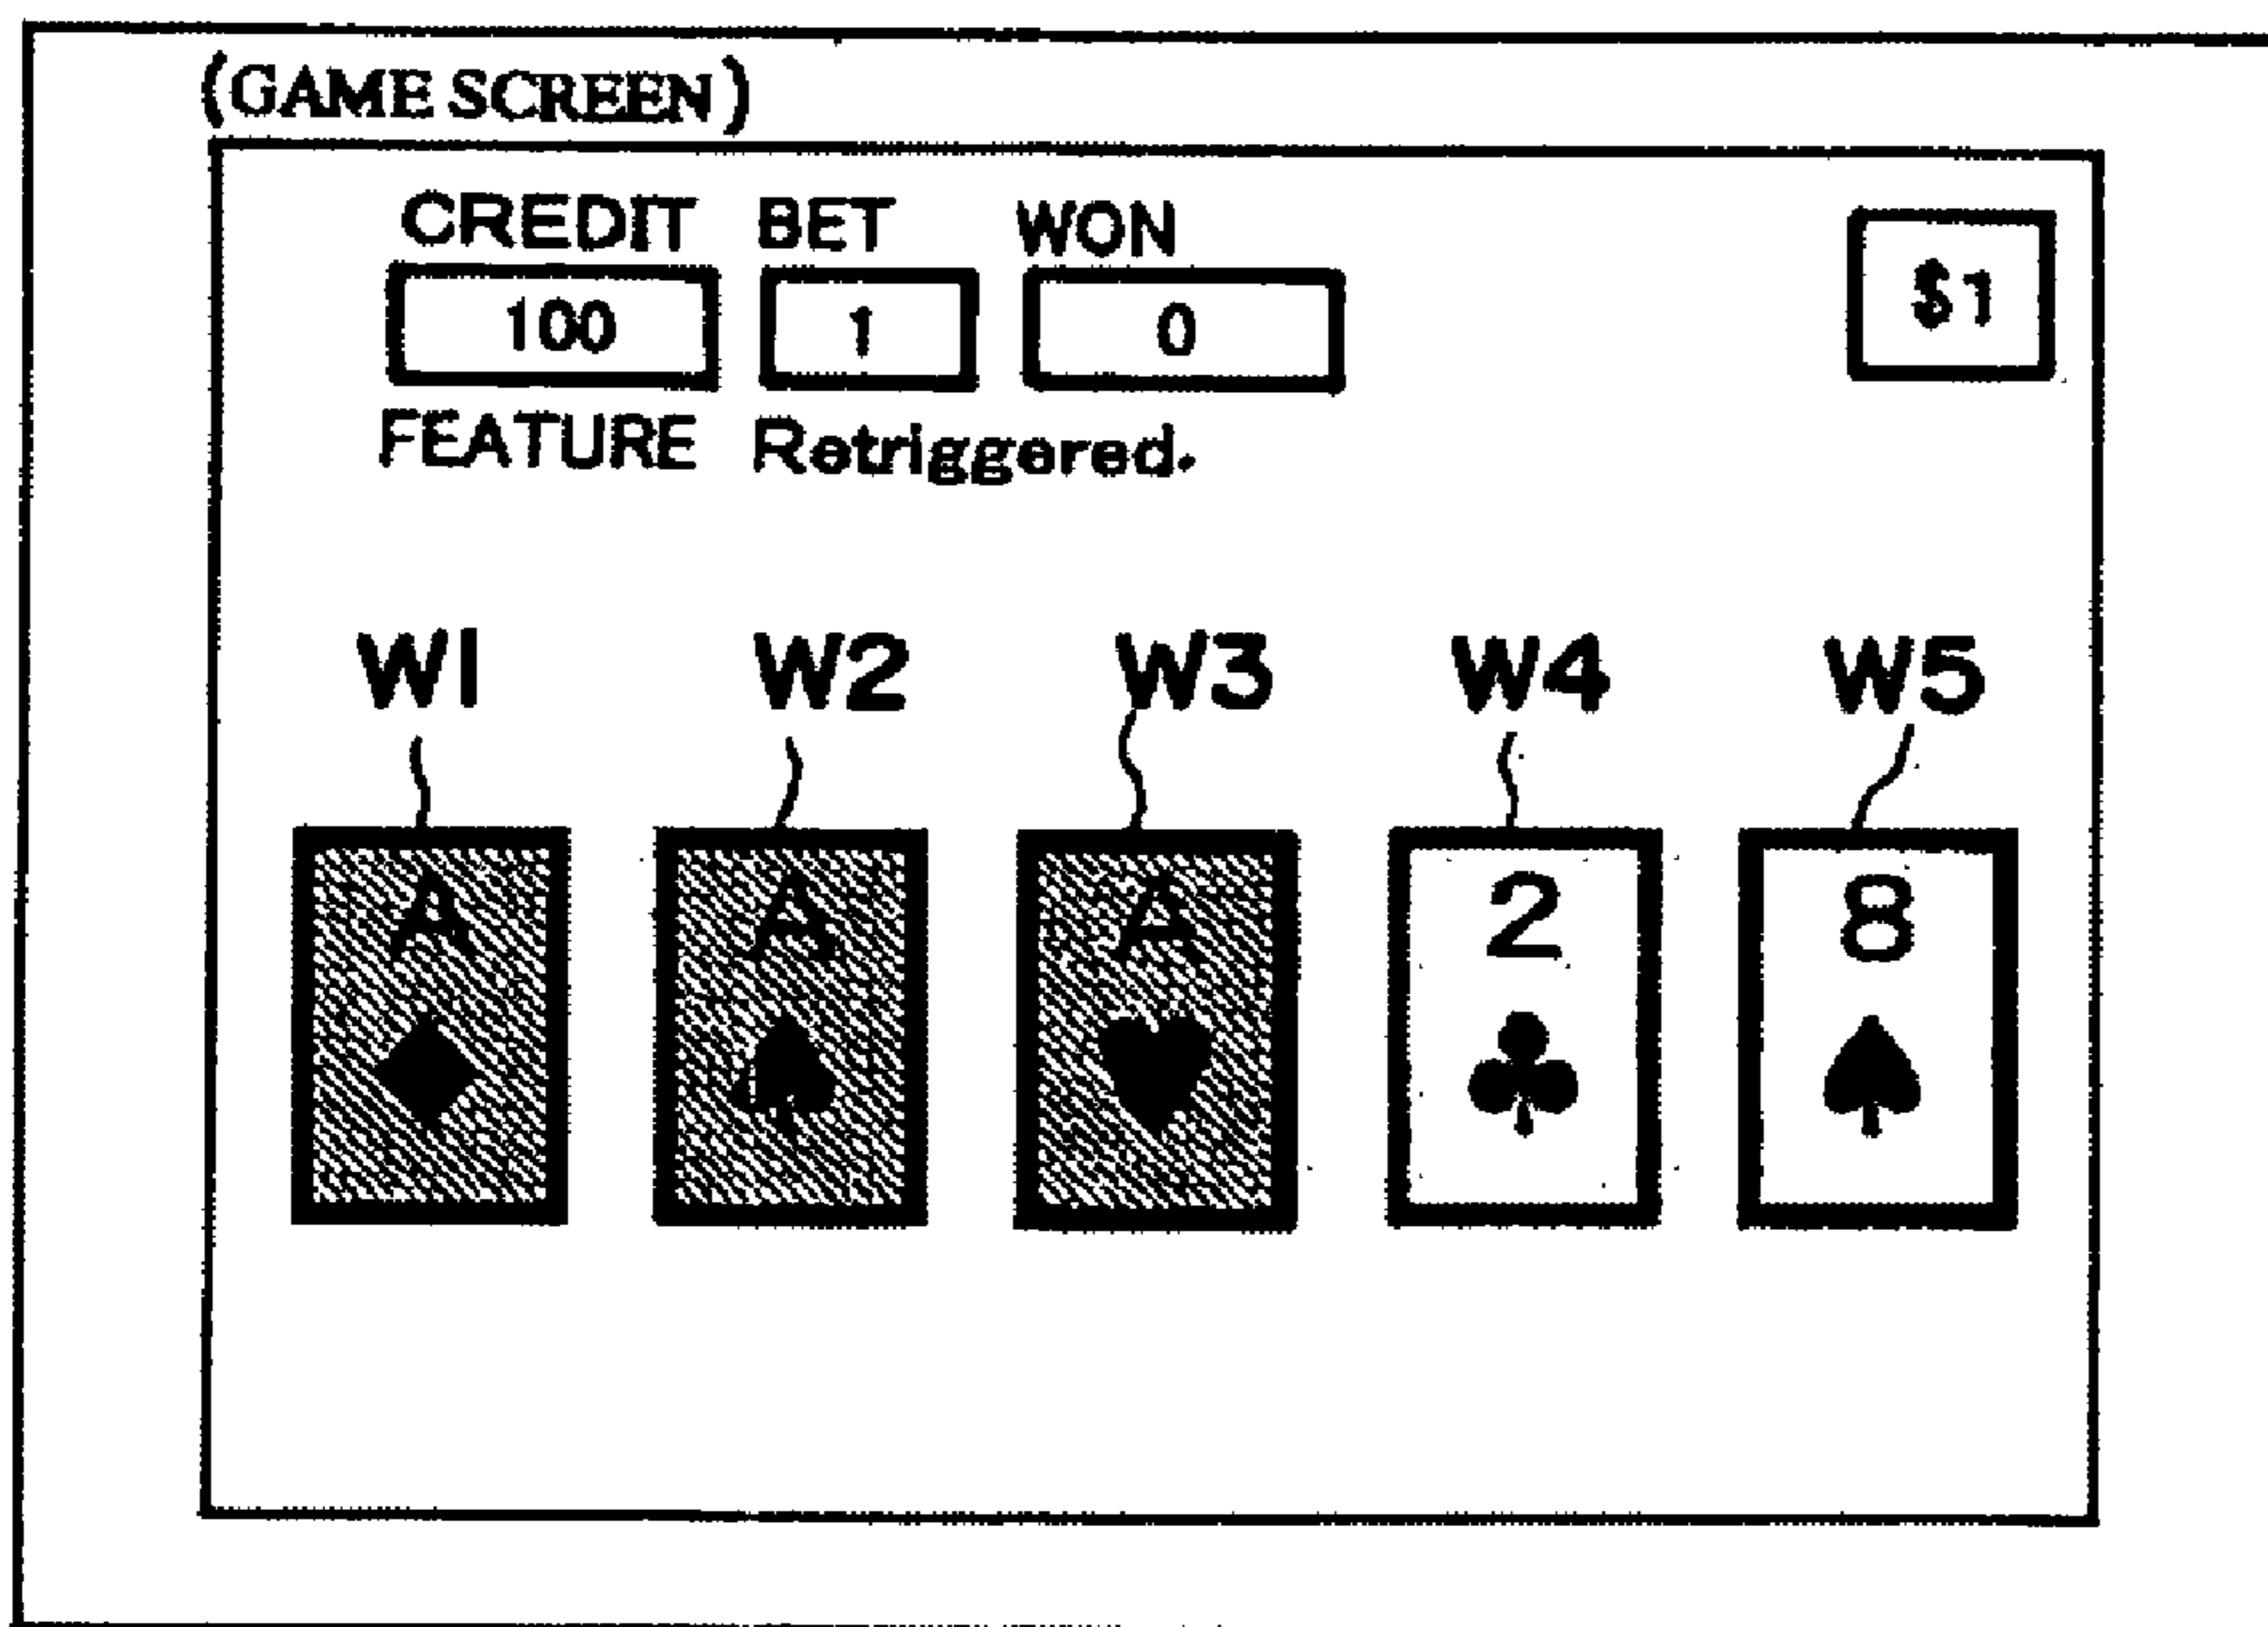 (GAME SCREEN)
CREDIT BET WON
100 1 0 $1
FEATURE Retriggered.
W1 W2 W3 W4 W5
A A A 2 8